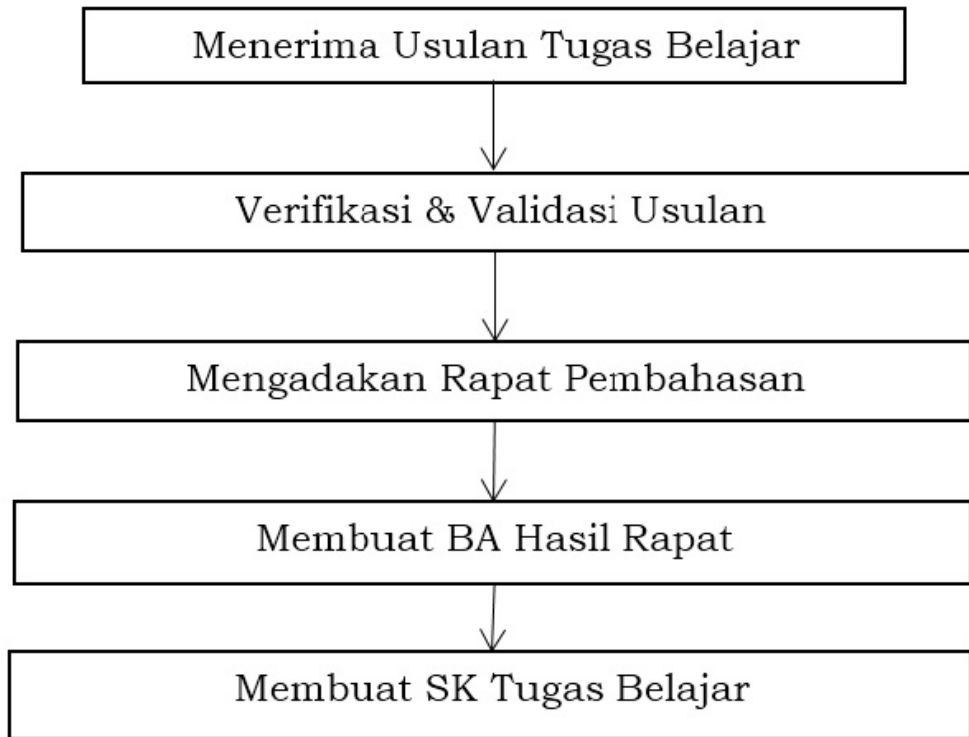 Menerima Usulan Tugas Belajar
Verifikasi & Validasi Usulan
Mengadakan Rapat Pembahasan
Membuat BA Hasil Rapat
Membuat SK Tugas Belajar